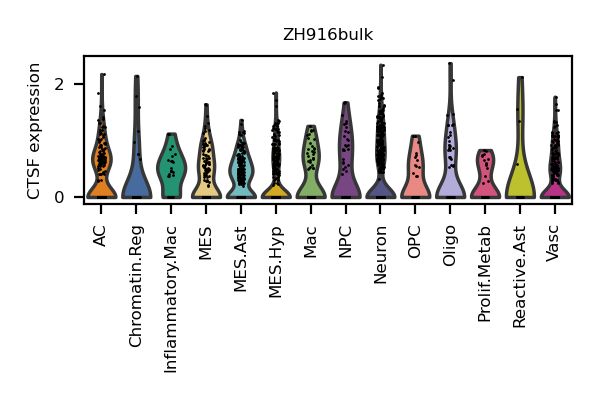 ZH916bulk
CTSF expression
2
0
AC
Chromatin.Reg
Inflammatory.Mac
MES
MES.Ast
MES.Hyp
Mac
NPC
Neuron
OPC
Oligo
Prolif.Metab
Reactive.Ast
Vasc